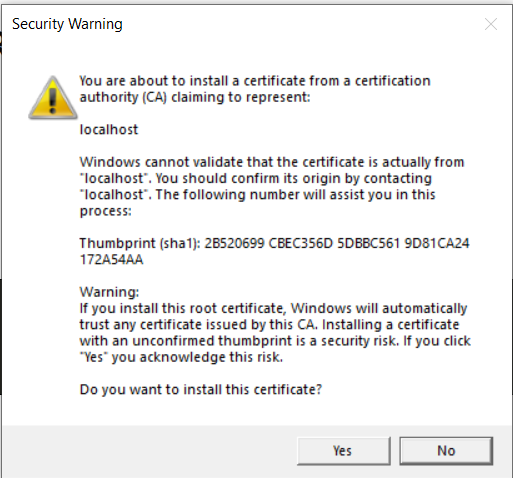 Security Warning
You are about to install a certificate from a certification
authority (CA) claiming to represent:
localhost
Windows cannot validate that the certificate is actually from
"localhost". You should confirm its origin by contacting
"localhost". The following number will assist you in this
process:
Thumbprint (sha1): 2B520699 CBEC356D 5DBBC561 9D81CA24
172A54AA
Warning:
If you install this root certificate, Windows will automatically
trust any certificate issued by this CA. Installing a certificate
with an unconfirmed thumbprint is a security risk. If you click
"Yes" you acknowledge this risk.
Do you want to install this certificate?
Yes
No